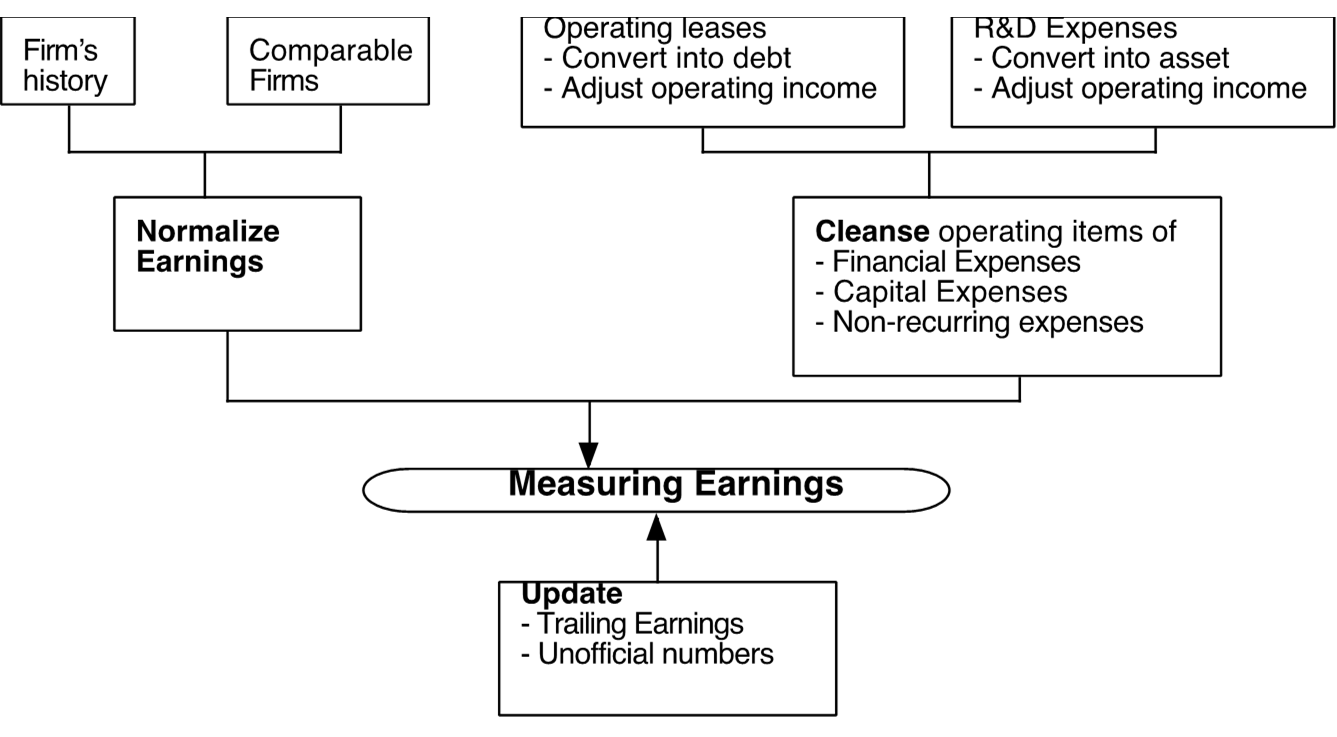 Firm's
history
Comparable
Firms
Operating leases
- Convert into debt
- Adjust operating income
R&D Expenses
- Convert into asset
- Adjust operating income
Normalize
Earnings
Cleanse operating items of
- Financial Expenses
- Capital Expenses
- Non-recurring expenses
Measuring Earnings
Update
- Trailing Earnings
- Unofficial numbers